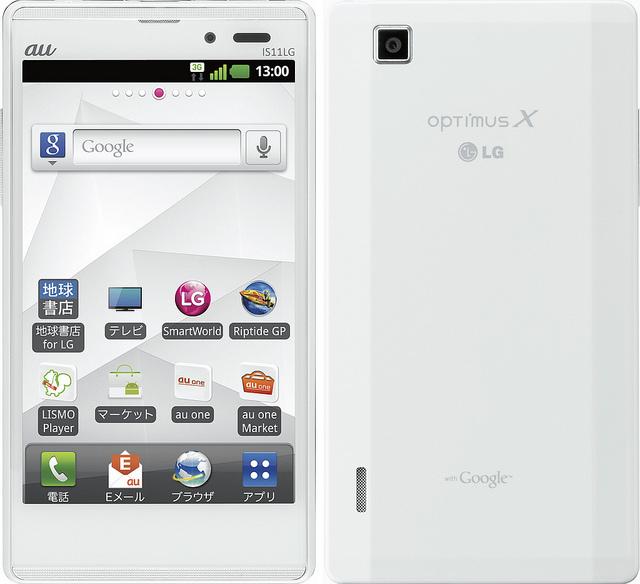 au
IS11LG
3G
13:00
g
Google
地球
書店
LG
地球書店
for LG
テレビ
SmartWorld
Riptide GP
au one
au one
LISMO
Player
マーケット
au one
au one
Market
E
au
電話
Eメール
ブラウザ
アプリ
OPTIMUS X
LG
with Google™